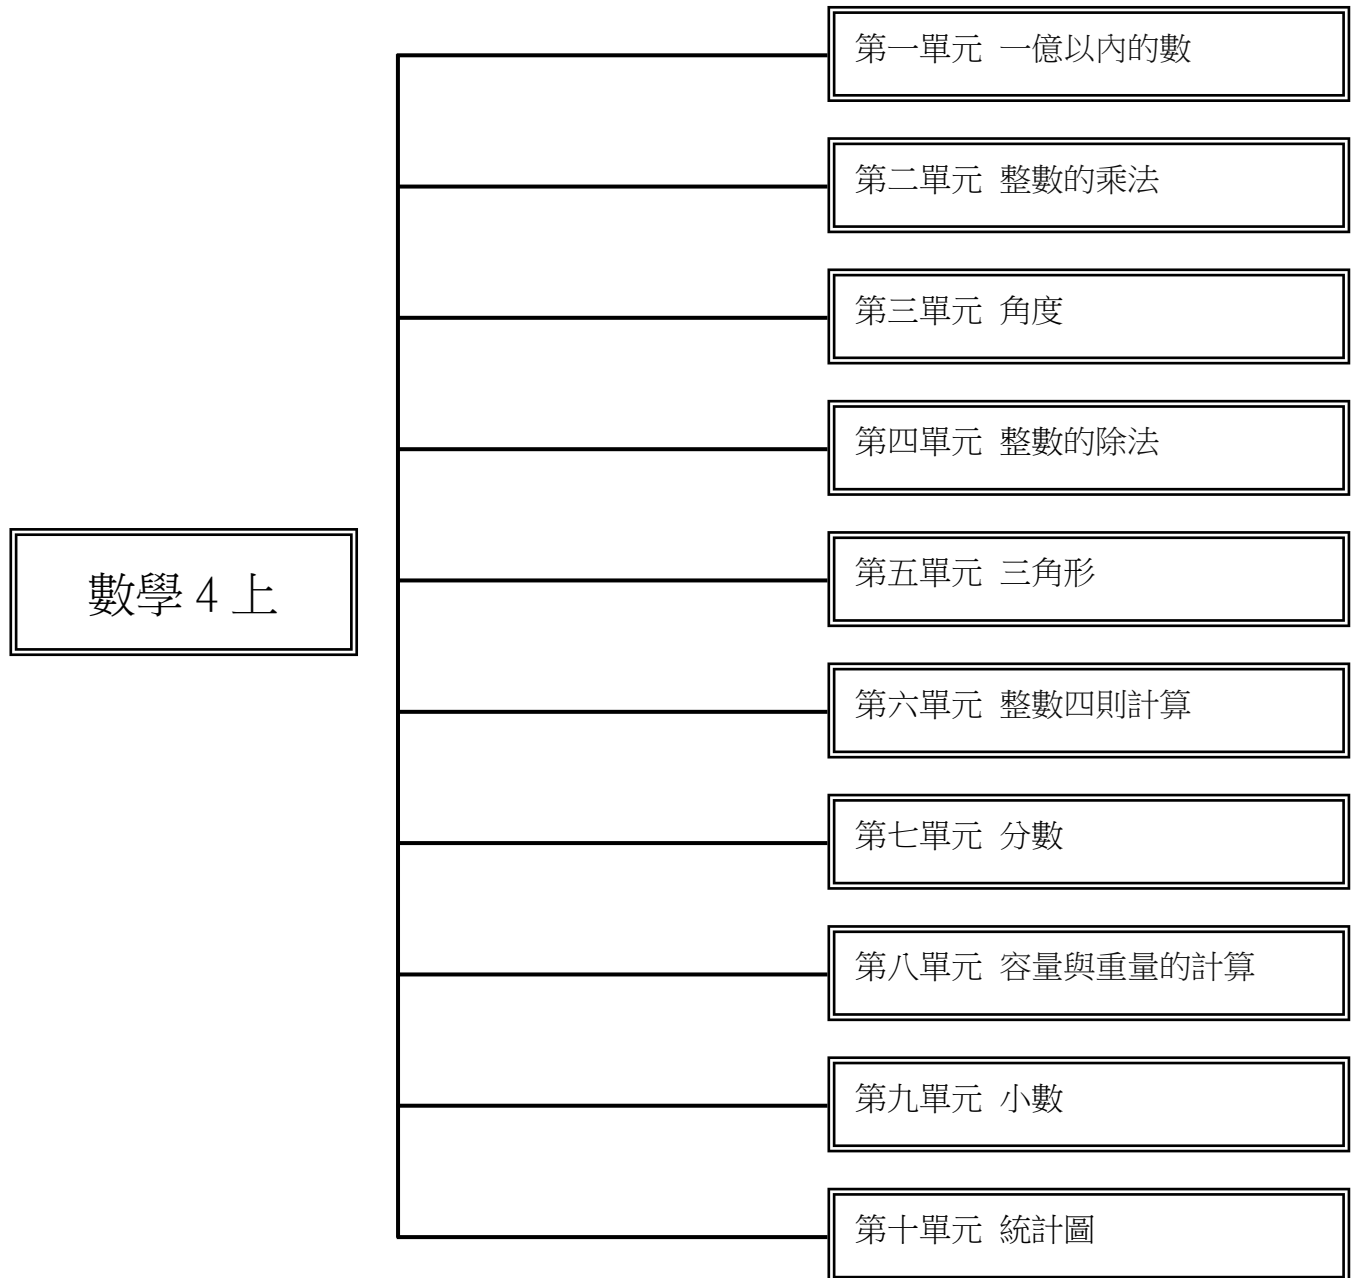 第一單元 一億以內的數
第二單元 整數的乘法
第三單元 角度
第四單元 整數的除法
第五單元 三角形
數學 4 上
第六單元 整數四則計算
第七單元 分數
第八單元 容量與重量的計算
第九單元 小數
第十單元 統計圖